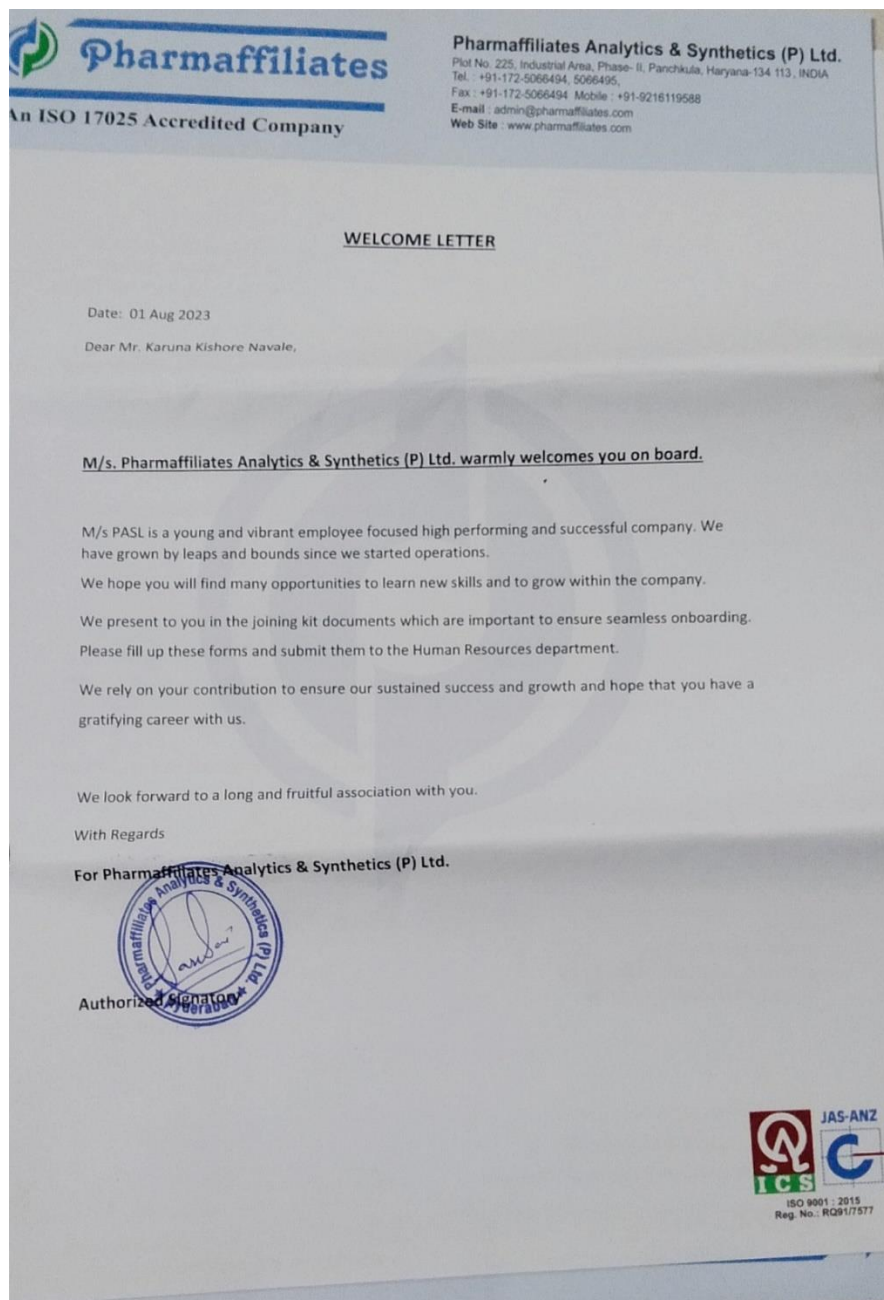 Pharmaffiliates
An ISO 17025 Accredited Company
Pharmaffiliates Analytics & Synthetics (P) Ltd.
Plot No. 225, Industrial Area, Phase- II, Panchkula, Haryana-134 113, INDIA
Tel. : +91-172-5066494, 5066495,
Fax : +91-172-5066494 Mobile : +91-9216119588
E-mail : admin@pharmaffiliates.com
Web Site : www.pharmaffiliates.com
WELCOME LETTER
Date: 01 Aug 2023
Dear Mr. Karuna Kishore Navale,
M/s. Pharmaffiliates Analytics & Synthetics (P) Ltd. warmly welcomes you on board.
M/s PASL is a young and vibrant employee focused high performing and successful company. We
have grown by leaps and bounds since we started operations.
We hope you will find many opportunities to learn new skills and to grow within the company.
We present to you in the joining kit documents which are important to ensure seamless onboarding.
Please fill up these forms and submit them to the Human Resources department.
We rely on your contribution to ensure our sustained success and growth and hope that you have a
gratifying career with us.
We look forward to a long and fruitful association with you.
With Regards
For Pharmaffiliates Analytics & Synthetics (P) Ltd.
Pharmaffiliates Analytics & Synthetics (P) Ltd.
★ Hyderabad ★
Authorized Signatory
JAS-ANZ
ICS
ISO 9001 : 2015
Reg. No.: RQ91/7577